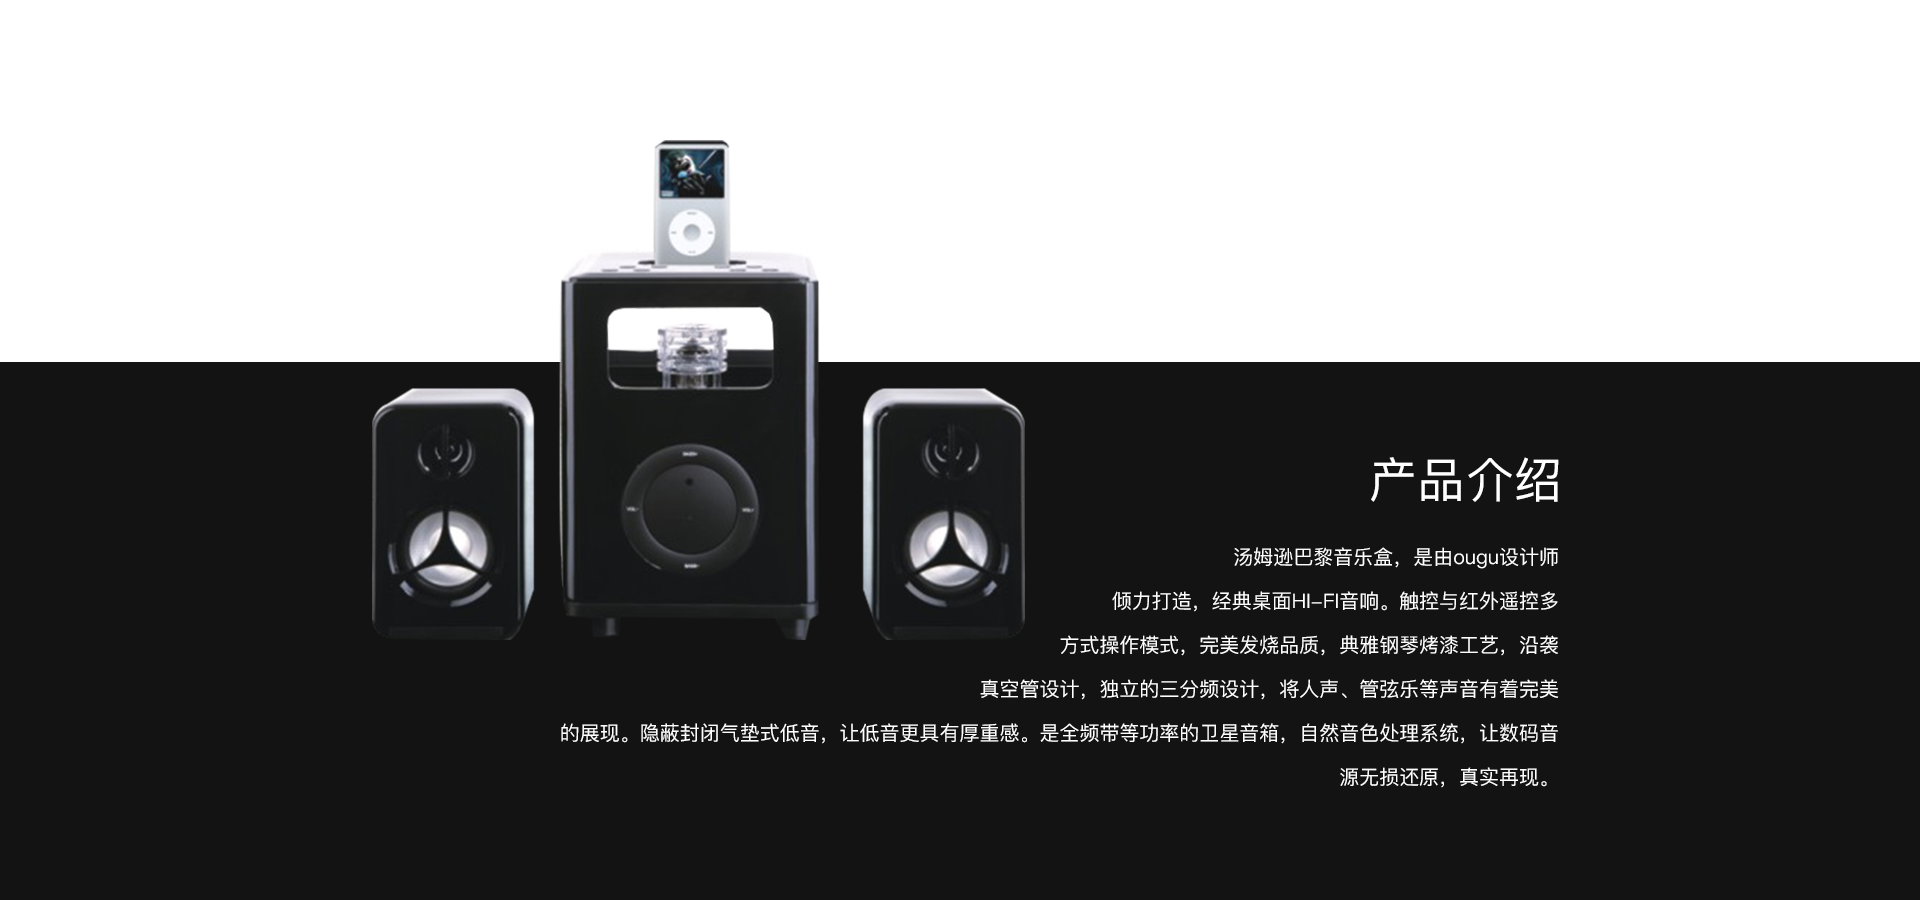 产品介绍
汤姆逊巴黎音乐盒，是由ougu设计师
倾力打造，经典桌面HI-FI音响。触控与红外遥控多
方式操作模式，完美发烧品质，典雅钢琴烤漆工艺，沿袭
真空管设计，独立的三分频设计，将人声、管弦乐等声音有着完美
的展现。隐蔽封闭气垫式低音，让低音更具有厚重感。是全频带等功率的卫星音箱，自然音色处理系统，让数码音
源无损还原，真实再现。